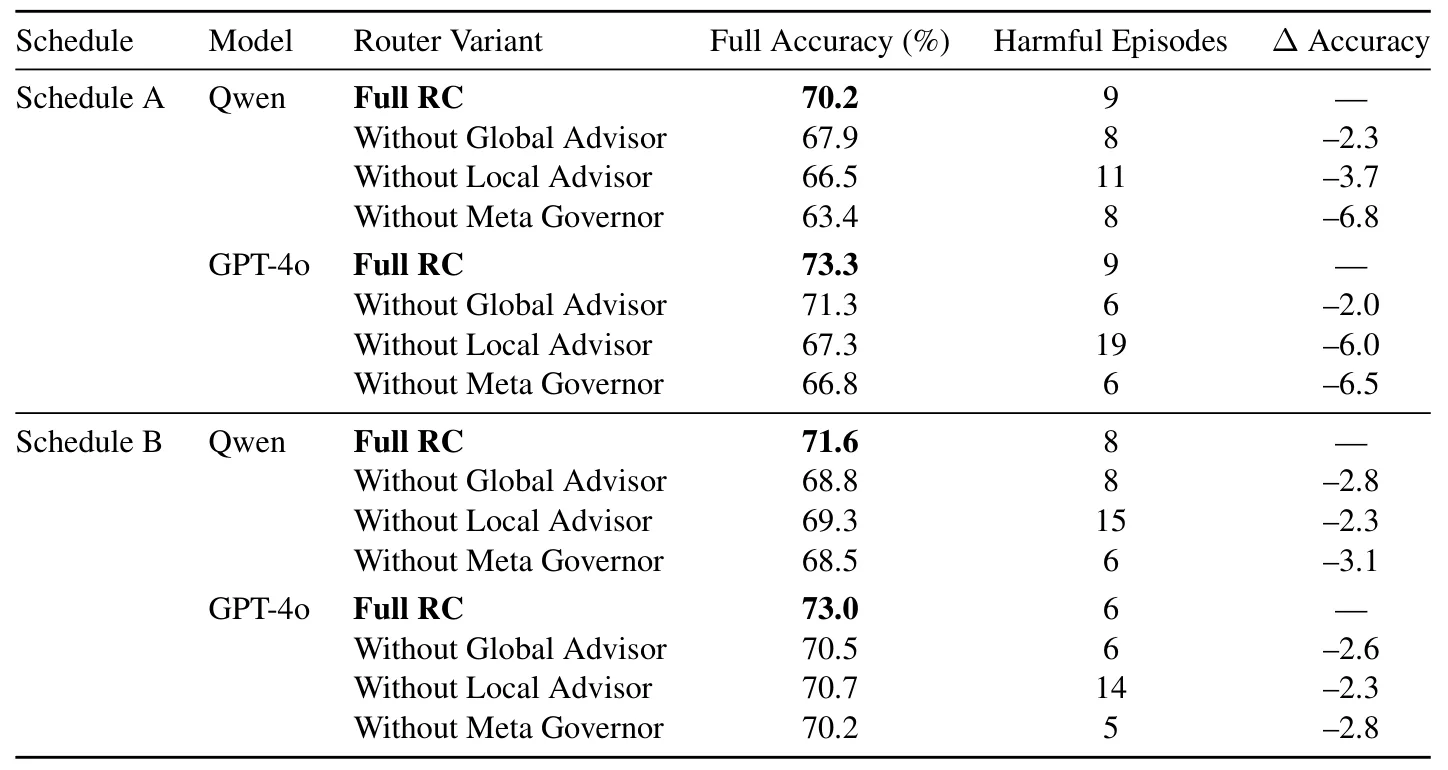 Schedule Model Router Variant Full Accuracy (%) Harmful Episodes Δ Accuracy
Schedule A Qwen Full RC 70.2 9 —
Without Global Advisor 67.9 8 –2.3
Without Local Advisor 66.5 11 –3.7
Without Meta Governor 63.4 8 –6.8
GPT-4o Full RC 73.3 9 —
Without Global Advisor 71.3 6 –2.0
Without Local Advisor 67.3 19 –6.0
Without Meta Governor 66.8 6 –6.5
Schedule B Qwen Full RC 71.6 8 —
Without Global Advisor 68.8 8 –2.8
Without Local Advisor 69.3 15 –2.3
Without Meta Governor 68.5 6 –3.1
GPT-4o Full RC 73.0 6 —
Without Global Advisor 70.5 6 –2.6
Without Local Advisor 70.7 14 –2.3
Without Meta Governor 70.2 5 –2.8